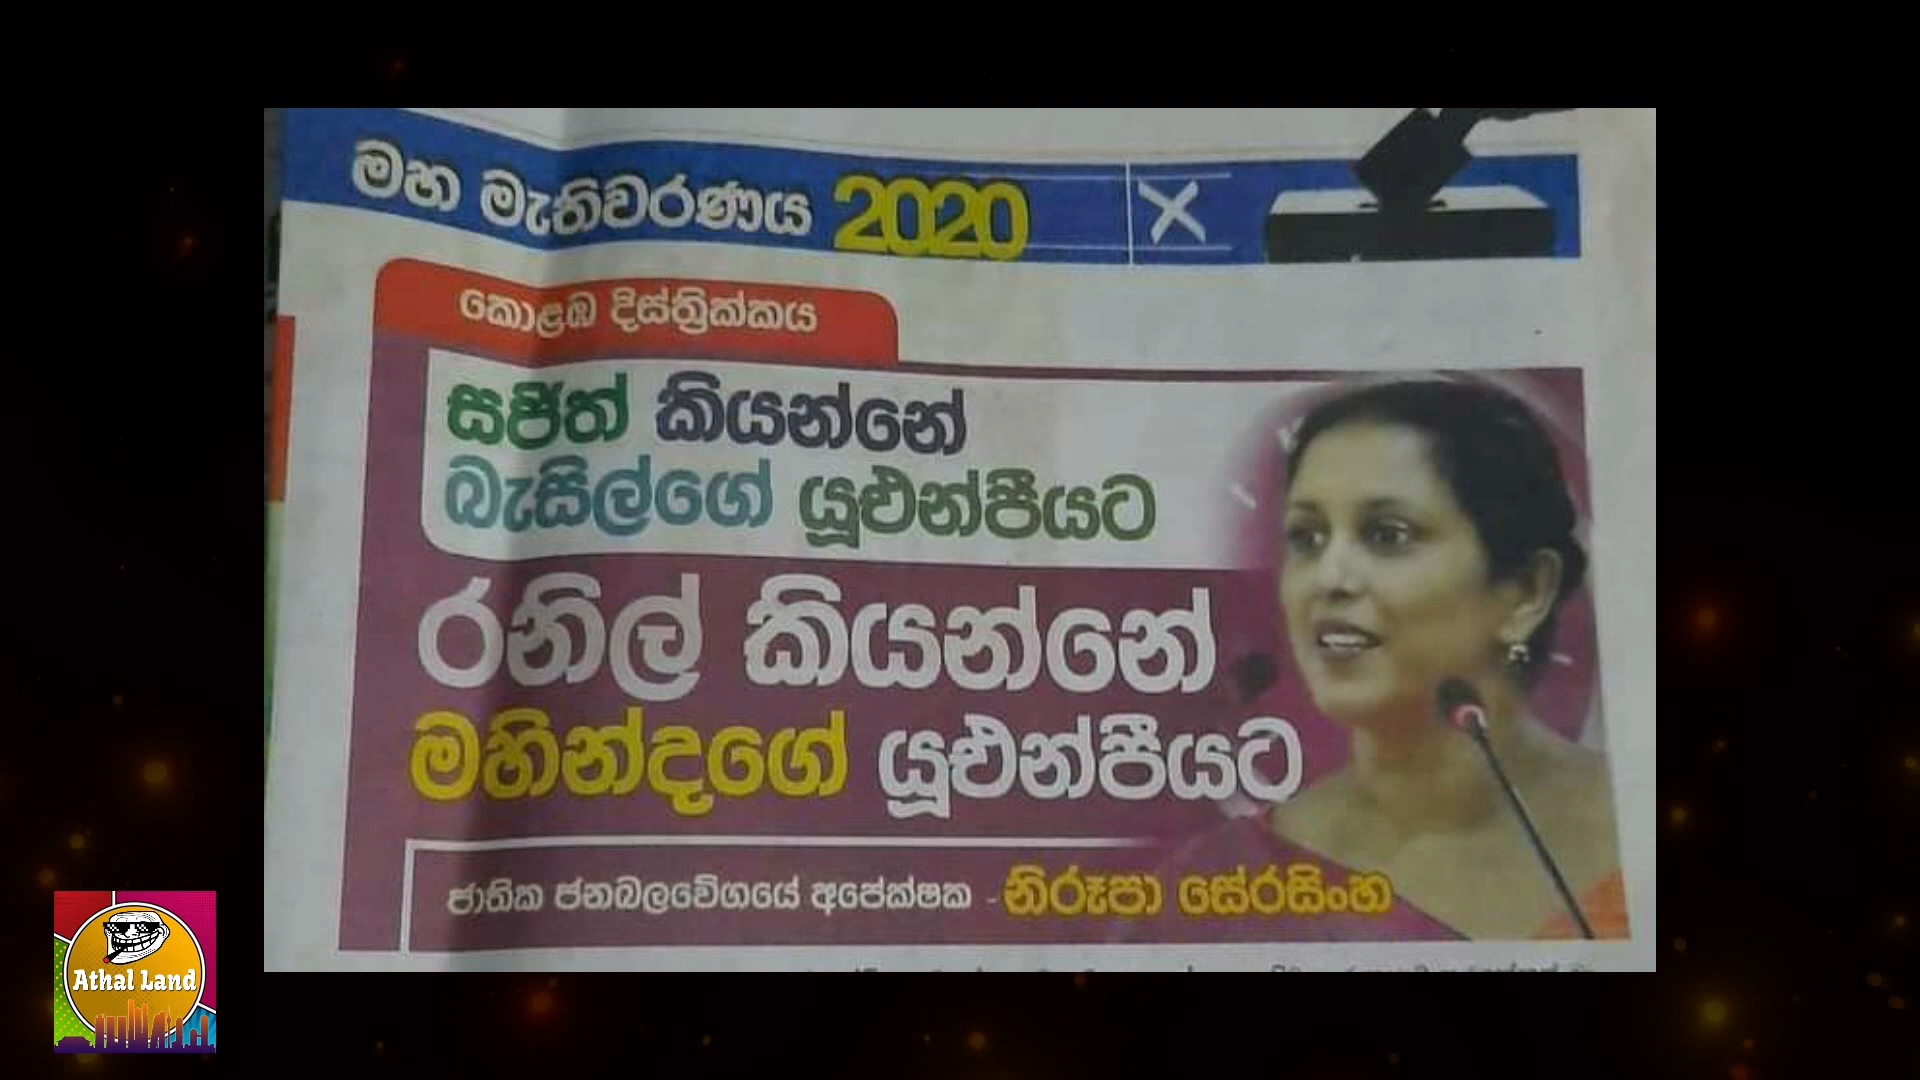 මහ මැතිවරණය 2020
කොළඹ දිස්ත්‍රික්කය
සජිත් කියන්නේ
බැසිල්ගේ යූඑන්පීයට
රනිල් කියන්නේ
මහින්දගේ යූඑන්පීයට
ජාතික ජනබලවේගයේ අපේක්ෂක - නිරූපා සේරසිංහ
Athal Land